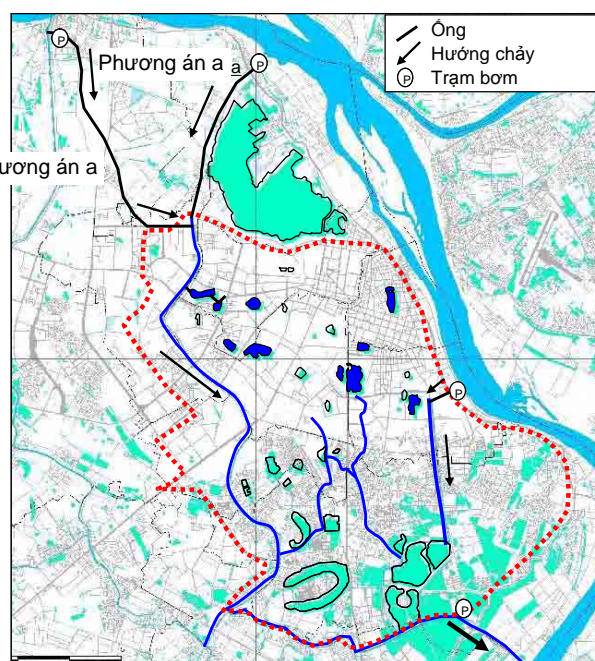 Ống
Hướng chảy
P Trạm bơm
P
Phương án a a
P
ương án a
P
P